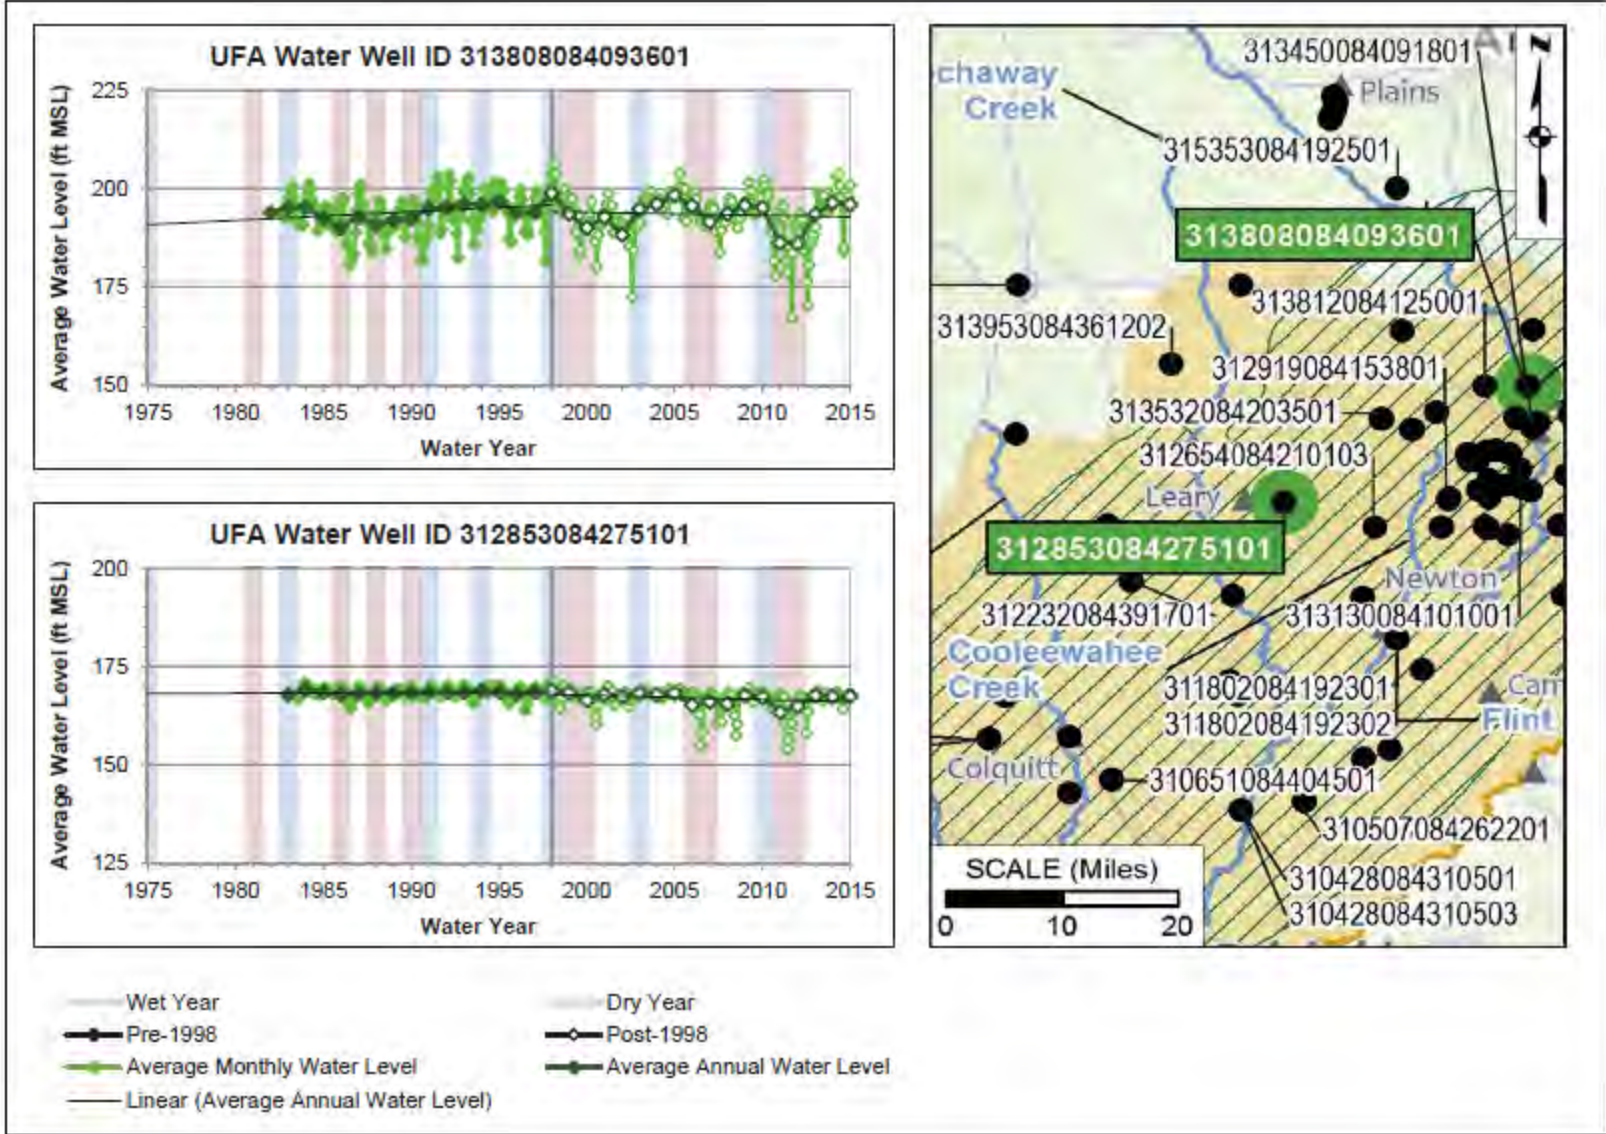 UFA Water Well ID 313808084093601
Average Water Level (ft MSL)
225
200
175
150
1975 1980 1985 1990 1995 2000 2005 2010 2015
Water Year
UFA Water Well ID 312853084275101
Average Water Level (ft MSL)
200
175
150
125
1975 1980 1985 1990 1995 2000 2005 2010 2015
Water Year
313450084091801
N
chaway
Creek
Plains
315353084192501
313808084093601
313812084125001
313953084361202
312919084153801
313532084203501
312654084210103
Leary
312853084275101
Newton
312232084391701
313130084101001
Cooleewahee
Creek
311802084192301
Cam
311802084192302
Flint
Colquitt
310651084404501
310507084262201
SCALE (Miles)
310428084310501
0 10 20
310428084310503
Wet Year
Dry Year
Pre-1998
Post-1998
Average Monthly Water Level
Average Annual Water Level
Linear (Average Annual Water Level)